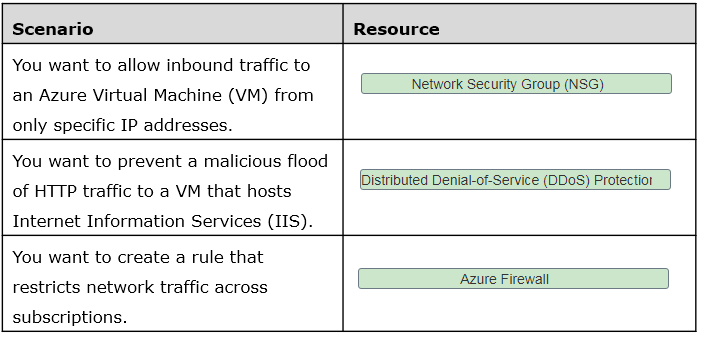 Scenario
Resource
You want to allow inbound traffic to
an Azure Virtual Machine (VM) from
only specific IP addresses.
Network Security Group (NSG)
You want to prevent a malicious flood
of HTTP traffic to a VM that hosts
Internet Information Services (IIS).
Distributed Denial-of-Service (DDoS) Protection
You want to create a rule that
restricts network traffic across
subscriptions.
Azure Firewall